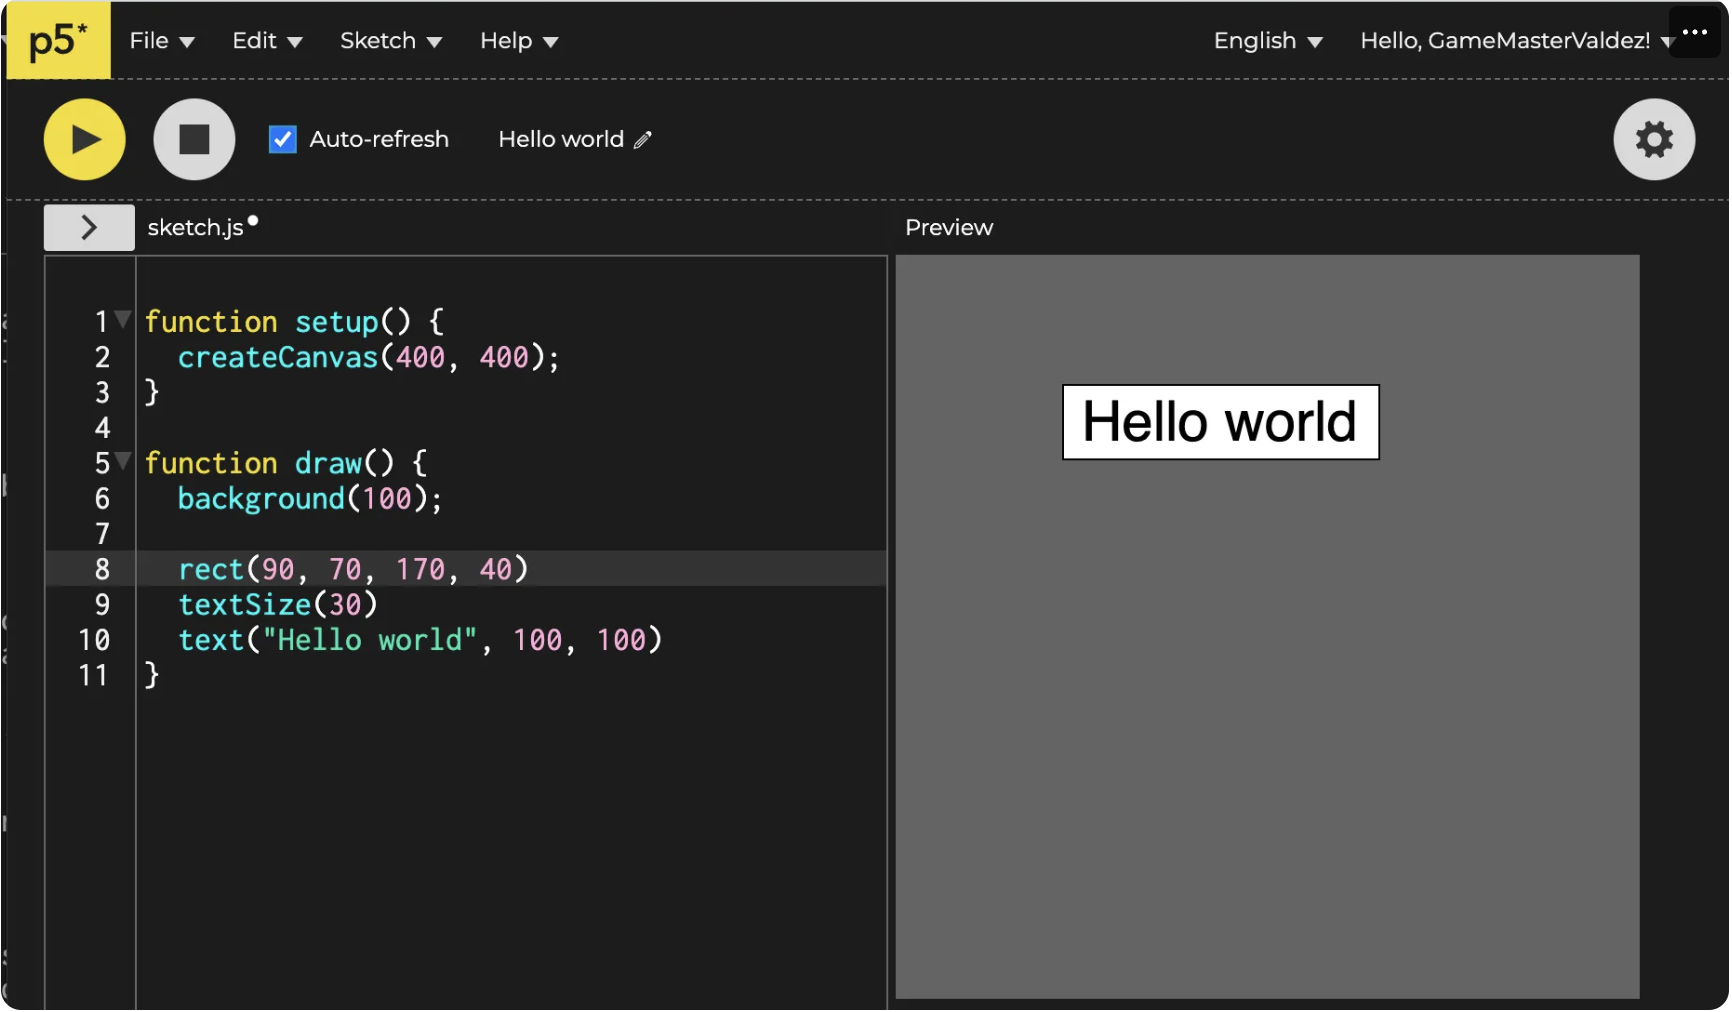 p5* File Edit Sketch Help English Hello, GameMasterValdez!
Auto-refresh Hello world
sketch.js Preview
1 function setup() {
2 createCanvas(400, 400);
3 }
4
5 function draw() {
6 background(100);
7
8 rect(90, 70, 170, 40)
9 textSize(30)
10 text("Hello world", 100, 100)
11 }
Hello world